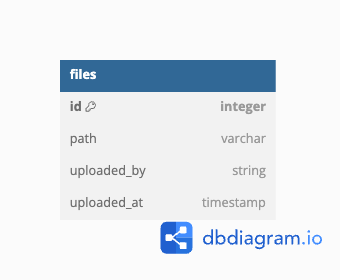 files
id integer
path varchar
uploaded_by string
uploaded_at timestamp
dbdiagram.io